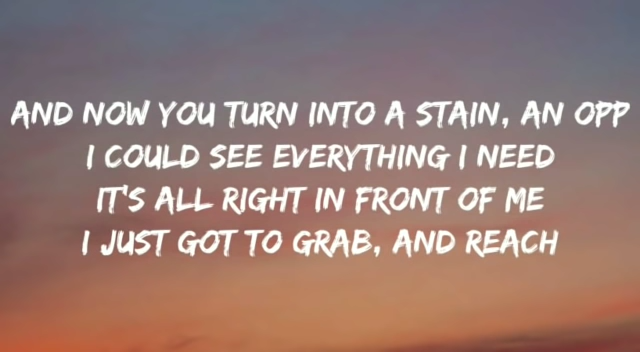 AND NOW YOU TURN INTO A STAIN, AN OPP
I COULD SEE EVERYTHING I NEED
IT'S ALL RIGHT IN FRONT OF ME
I JUST GOT TO GRAB, AND REACH